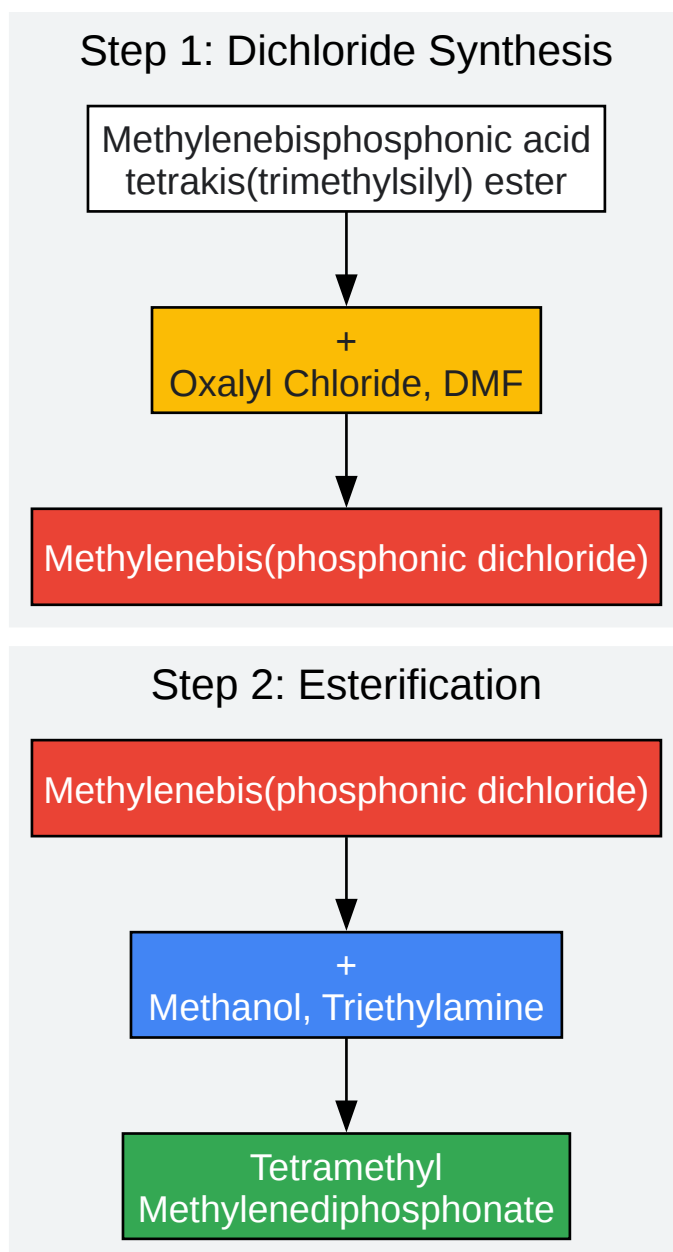 Step 1: Dichloride Synthesis
Methylenebisphosphonic acid
tetrakis(trimethylsilyl) ester
+
Oxalyl Chloride, DMF
Methylenebis(phosphonic dichloride)
Step 2: Esterification
Methylenebis(phosphonic dichloride)
+
Methanol, Triethylamine
Tetramethyl
Methylenediphosphonate